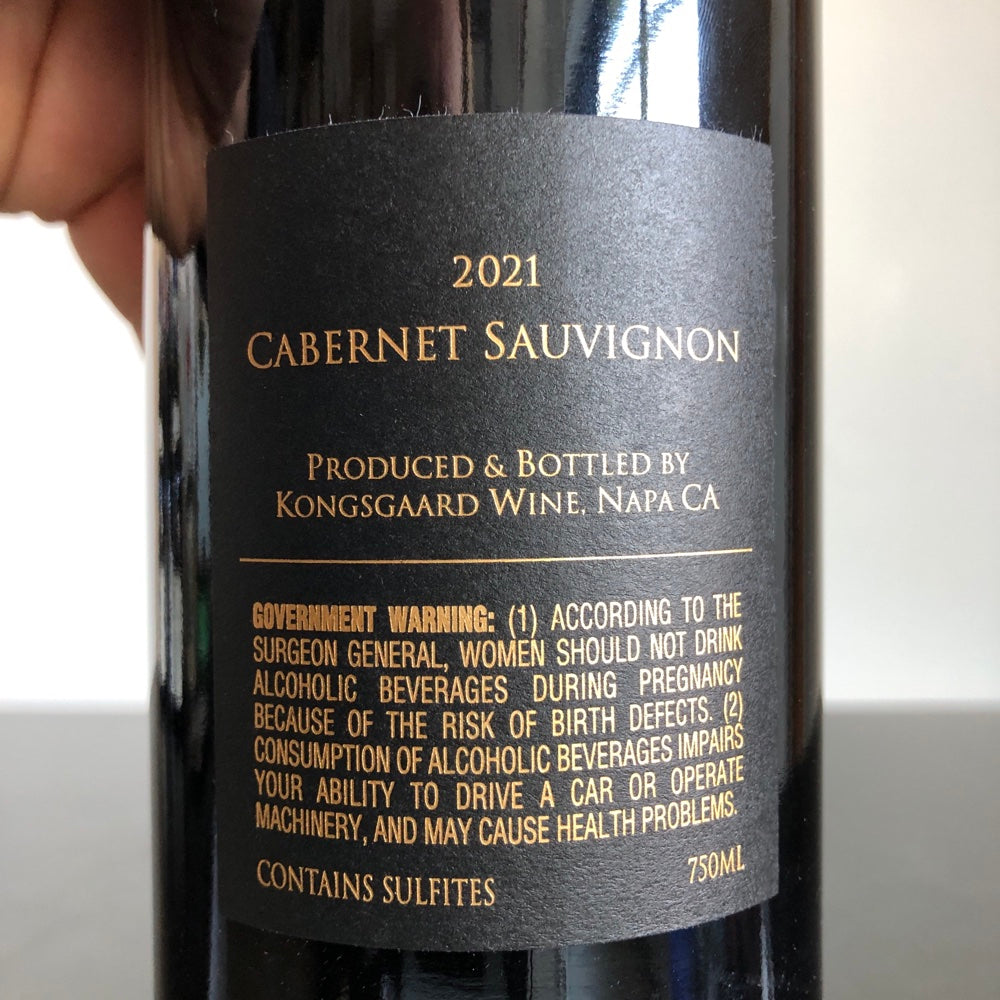 2021
CABERNET SAUVIGNON
PRODUCED & BOTTLED BY
KONGSGAARD WINE, NAPA CA
GOVERNMENT WARNING: (1) ACCORDING TO THE
SURGEON GENERAL, WOMEN SHOULD NOT DRINK
ALCOHOLIC BEVERAGES DURING PREGNANCY
BECAUSE OF THE RISK OF BIRTH DEFECTS. (2)
CONSUMPTION OF ALCOHOLIC BEVERAGES IMPAIRS
YOUR ABILITY TO DRIVE A CAR OR OPERATE
MACHINERY, AND MAY CAUSE HEALTH PROBLEMS.
CONTAINS SULFITES 750ML